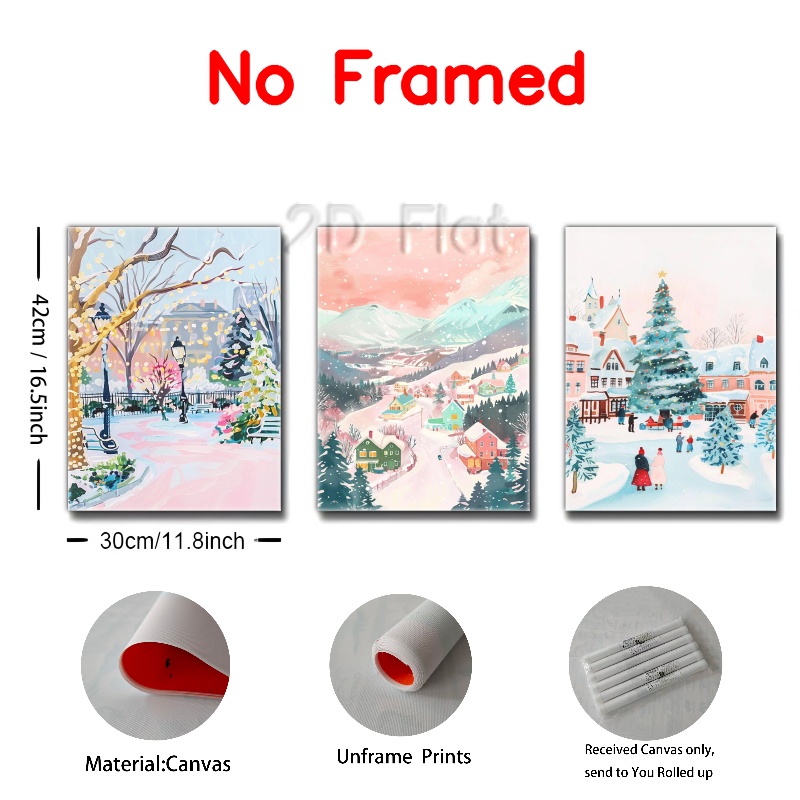 No Framed
2D Flat
42cm / 16.5inch
30cm/11.8inch
Material:Canvas
Unframe Prints
Received Canvas only,
send to You Rolled up